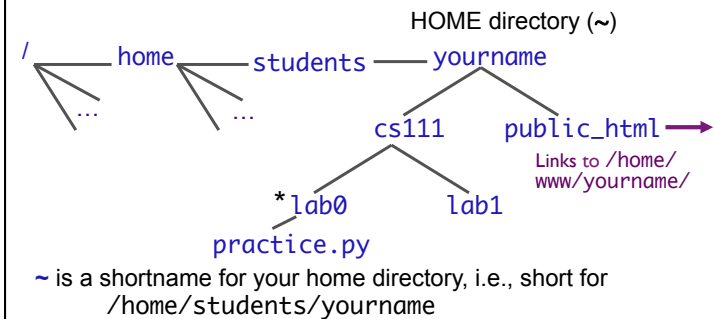 HOME directory (~)
/ home students yourname
… …
cs111 public_html
Links to /home/
www/yourname/
*lab0 lab1
practice.py
~ is a shortname for your home directory, i.e., short for
/home/students/yourname